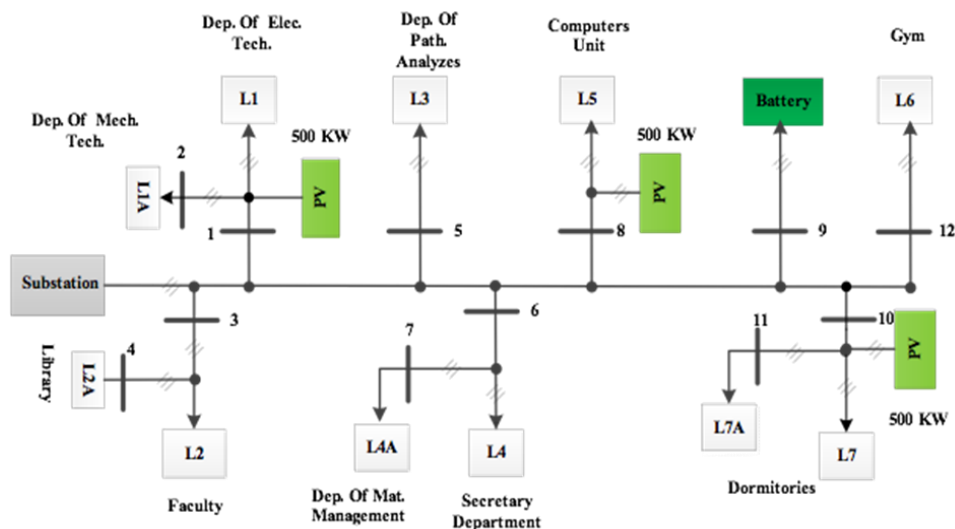 Dep. Of Elec.
Tech.
Dep. Of
Path.
Analyzes
Computers
Unit
Gym
L1
L3
L5
Battery
L6
Dep. Of Mech.
Tech.
500 KW
500 KW
2
L1A
PV
PV
1
5
8
9
12
Substation
3
6
10
4
7
11
PV
Library
L2A
500 KW
L2
L4A
L4
L7A
L7
Faculty
Dep. Of Mat.
Management
Secretary
Department
Dormitories